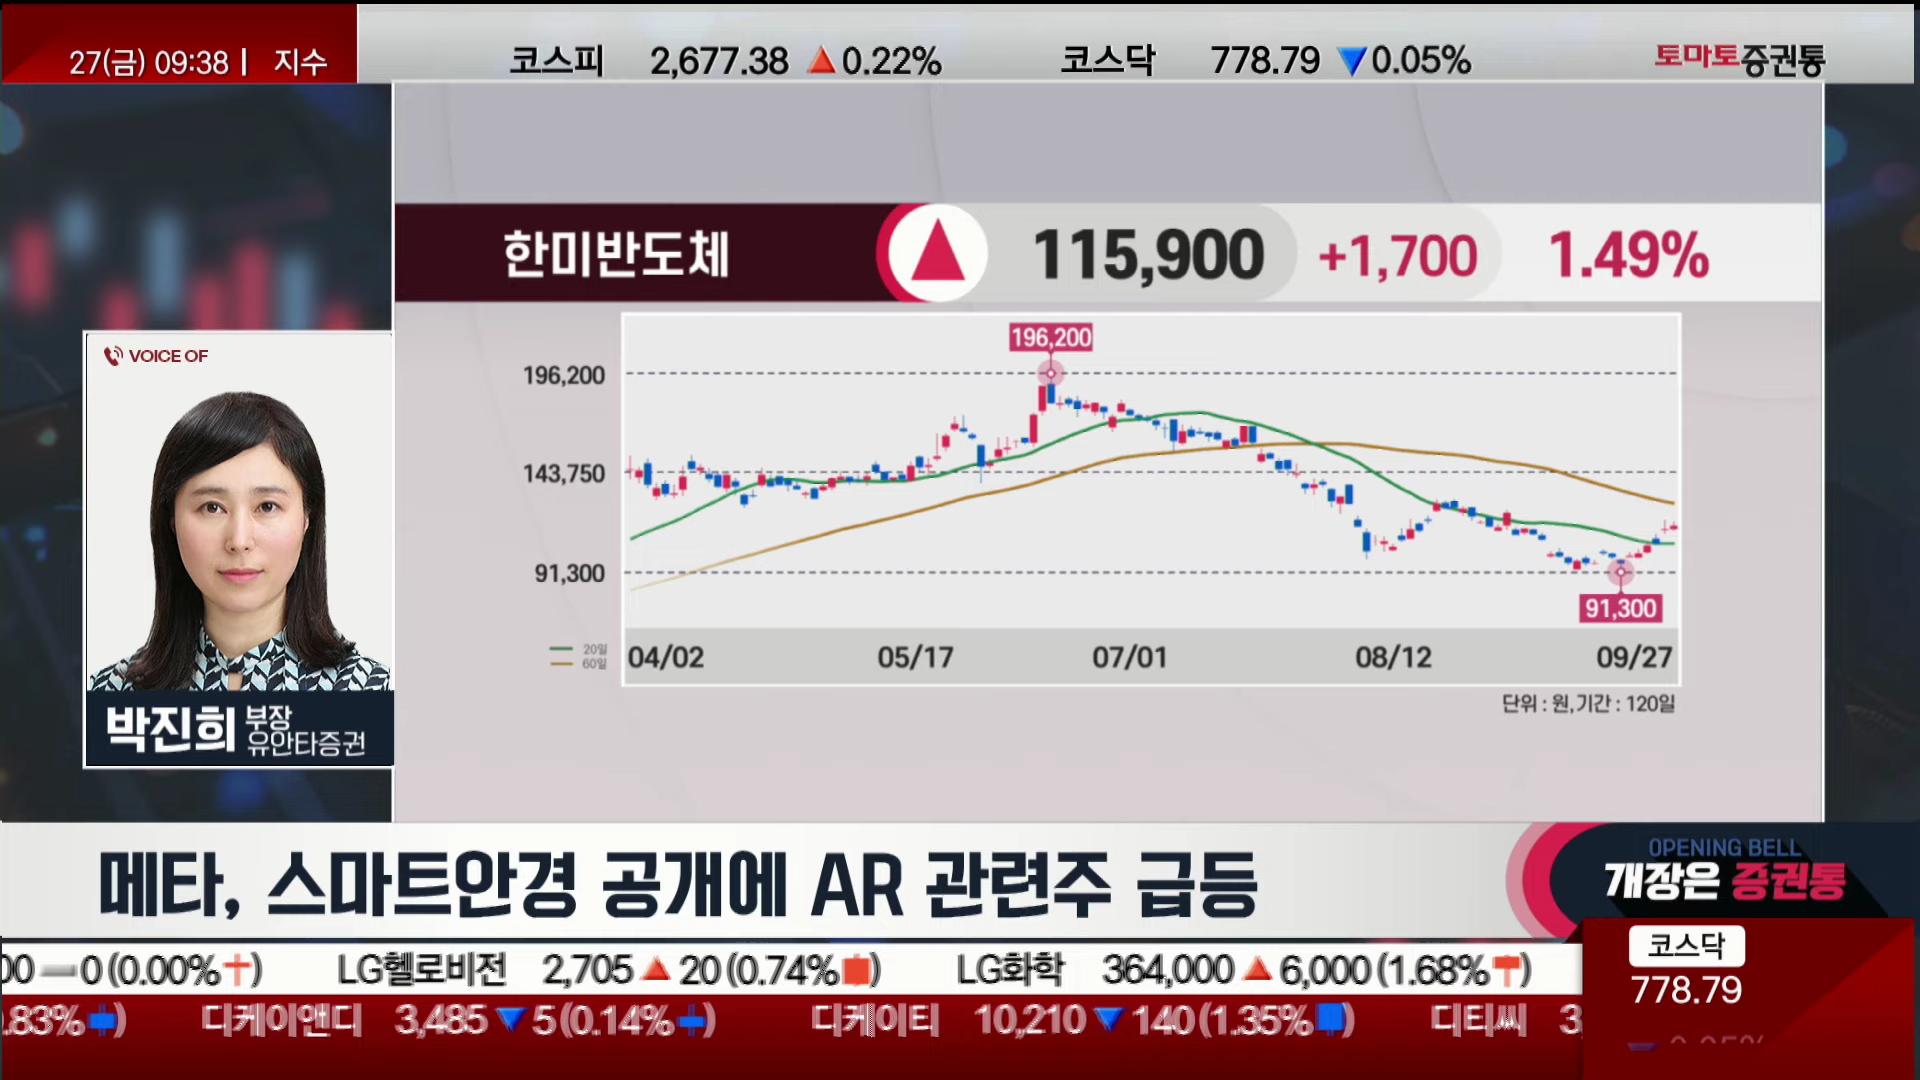 27(금) 09:38 지수 코스피 2,677.38 ▲0.22% 코스닥 778.79 ▼0.05% 토마토증권통
한미반도체 ▲ 115,900 +1,700 1.49%
VOICE OF
박진희 부장
유안타증권
196,200
196,200
143,750
91,300
91,300
20일
60일
04/02 05/17 07/01 08/12 09/27
단위 : 원,기간 : 120일
메타, 스마트안경 공개에 AR 관련주 급등
OPENING BELL
개장은 증권통
00 0(0.00%) LG헬로비전 2,705▲20(0.74%) LG화학 364,000▲6,000(1.68%)
.83%) 디케이앤디 3,485▼5(0.14%) 디케이티 10,210▼140(1.35%) 디티씨 3
코스닥
778.79